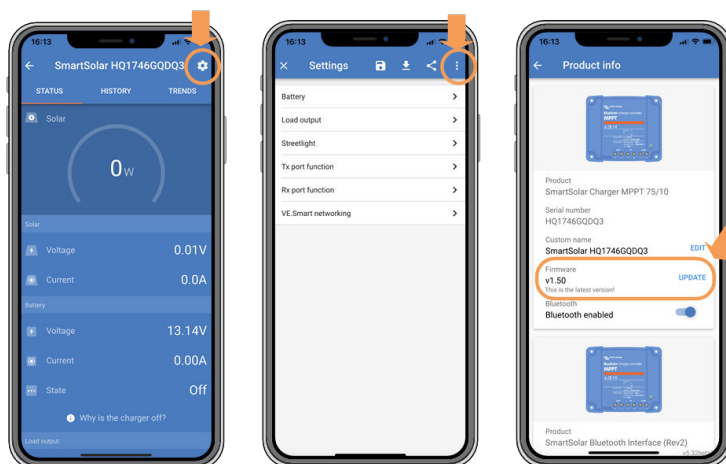 16:13
SmartSolar HQ1746GQDQ3
STATUS HISTORY TRENDS
Solar
0W
Solar
Voltage 0.01V
Current 0.0A
Battery
Voltage 13.14V
Current 0.00A
State Off
Why is the charger off?
Load output
16:13
Settings
Battery
Load output
Streetlight
Tx port function
Rx port function
VE.Smart networking
16:13
Product info
MPPT
Product
SmartSolar Charger MPPT 75/10
Serial number
HQ1746GQDQ3
Custom name
SmartSolar HQ1746GQDQ3 EDIT
Firmware
v1.50 UPDATE
This is the latest version!
Bluetooth
Bluetooth enabled
MPPT
Product
SmartSolar Bluetooth Interface (Rev2)